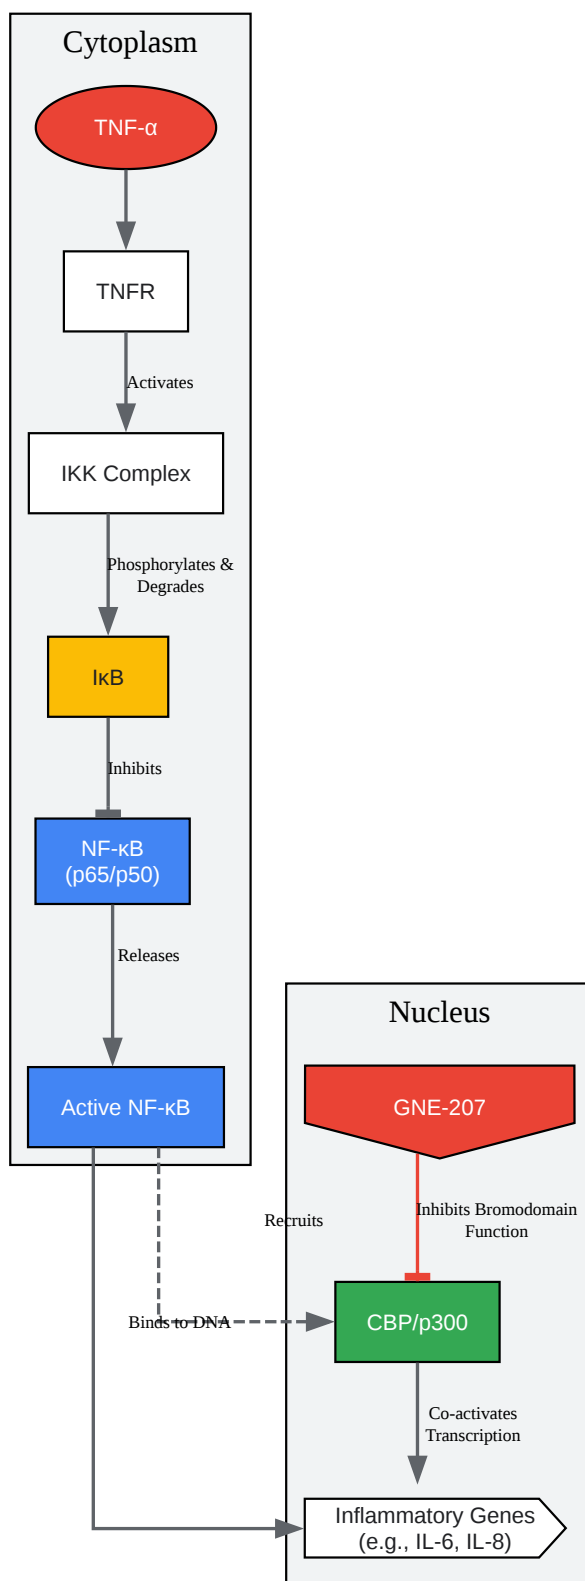 Cytoplasm
TNF-α
TNFR
Activates
IKK Complex
Phosphorylates &
Degrades
IκB
Inhibits
NF-κB
(p65/p50)
Releases
Active NF-κB
Nucleus
GNE-207
Inhibits Bromodomain
Function
Recruits
Binds to DNA
CBP/p300
Co-activates
Transcription
Inflammatory Genes
(e.g., IL-6, IL-8)